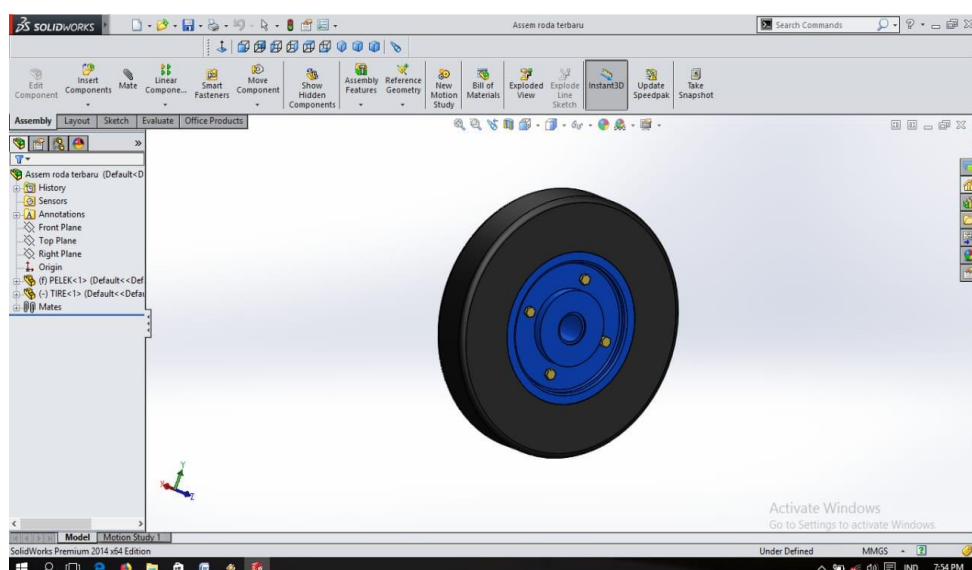 SOLIDWORKS
Assem roda terbaru
Search Commands
Edit Component
Insert Components
Mate
Linear Compone...
Smart Fasteners
Move Component
Show Hidden Components
Assembly Features
Reference Geometry
New Motion Study
Bill of Materials
Exploded View
Explode Line Sketch
Instant3D
Update Speedpak
Take Snapshot
Assembly Layout Sketch Evaluate Office Products
Assem roda terbaru (Default<D
History
Sensors
Annotations
Front Plane
Top Plane
Right Plane
Origin
(f) PELEK<1> (Default<<Def
(-) TIRE<1> (Default<<Defau
Mates
Y
X
Z
Activate Windows
Go to Settings to activate Windows.
Model Motion Study 1
SolidWorks Premium 2014 x64 Edition
Under Defined
MMGS
IND
7:54 PM